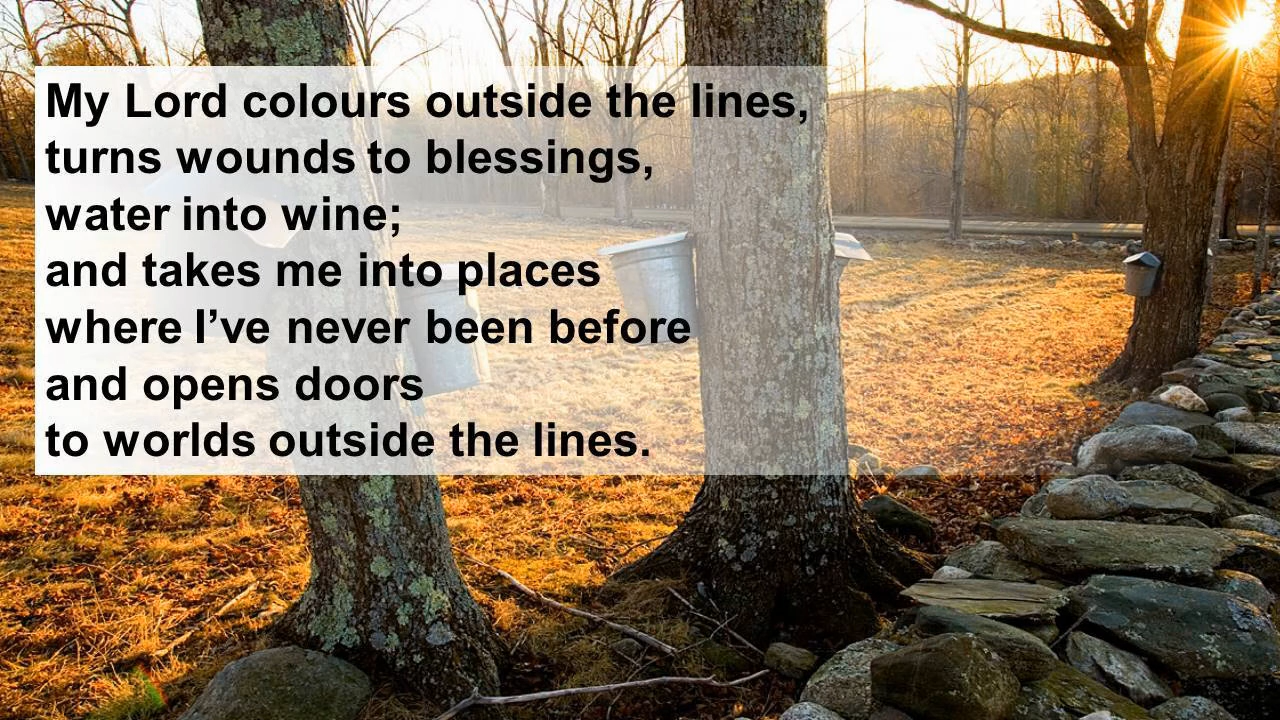 My Lord colours outside the lines,
turns wounds to blessings,
water into wine;
and takes me into places
where I’ve never been before
and opens doors
to worlds outside the lines.